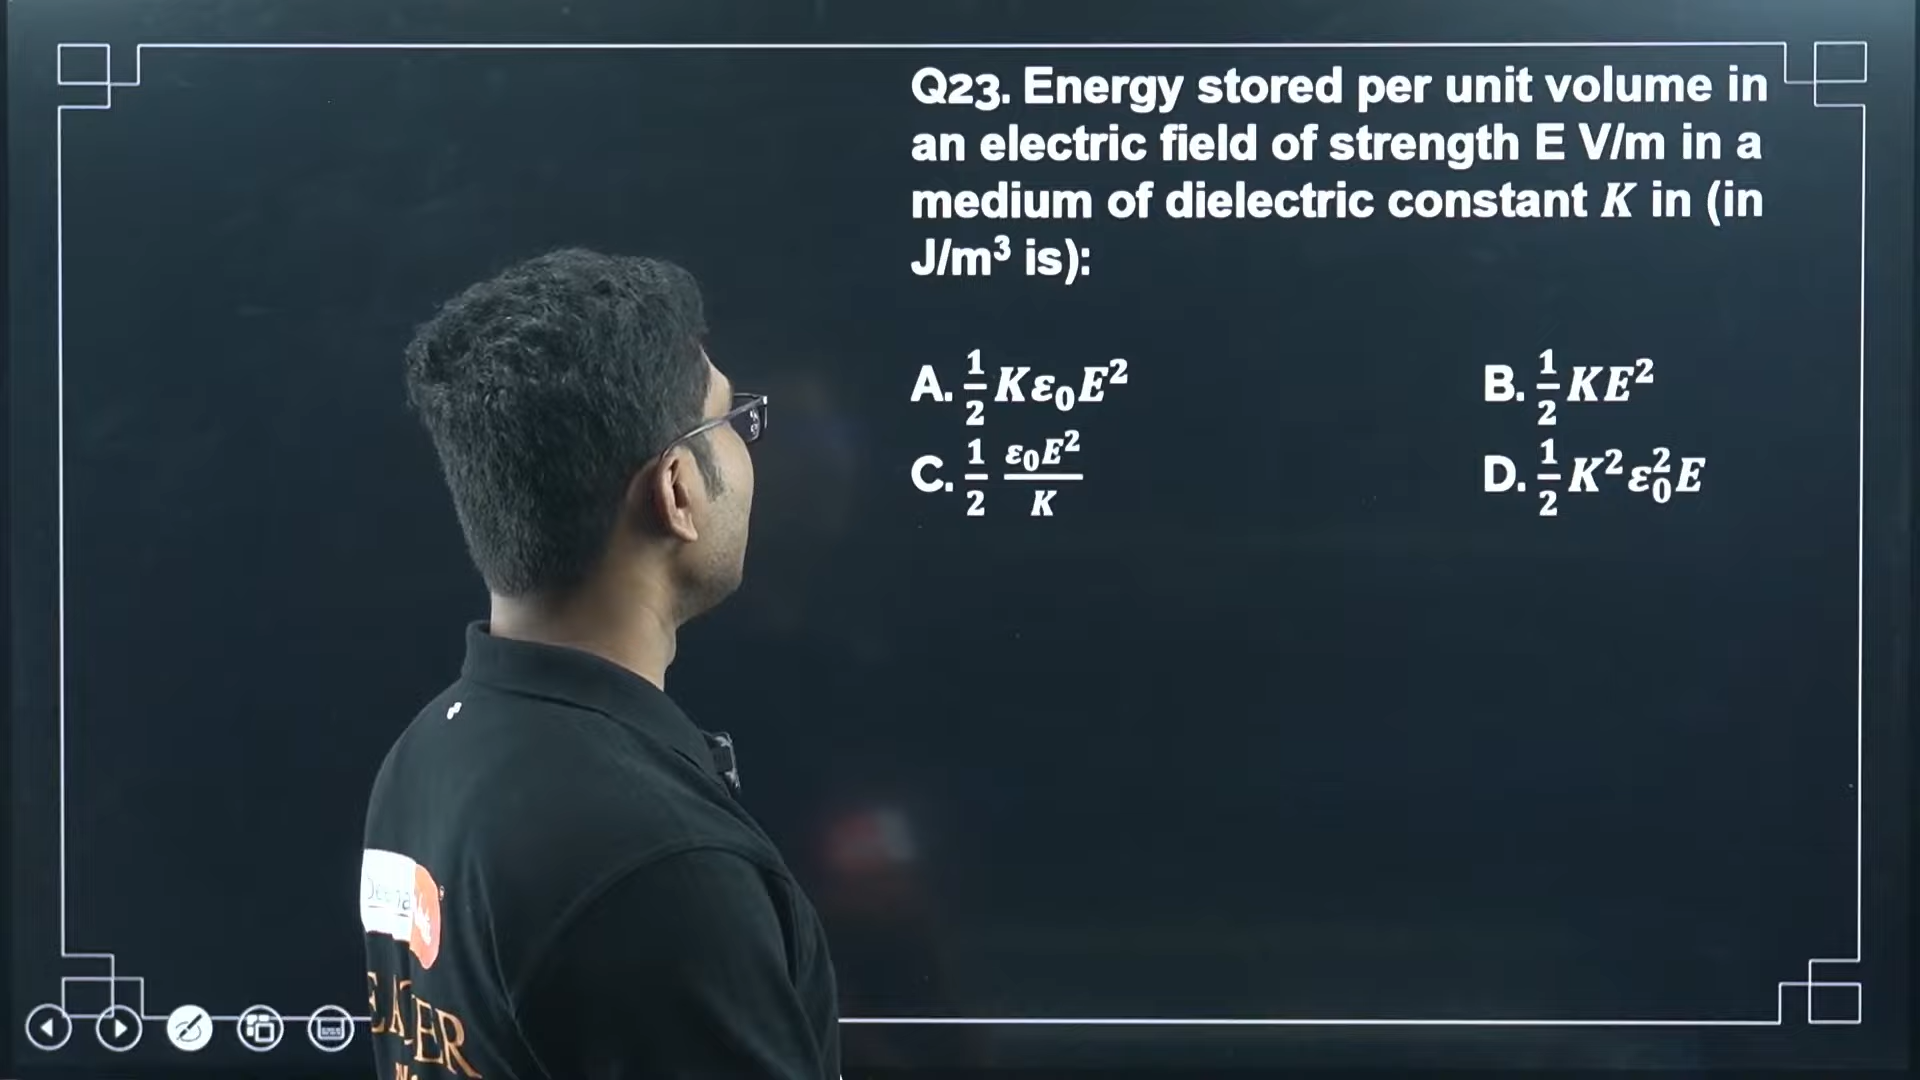 Q23. Energy stored per unit volume in
an electric field of strength E V/m in a
medium of dielectric constant K in (in
J/m³ is):
A. 1/2 Kε₀E²
B. 1/2 KE²
C. 1/2 ε₀E²/K
D. 1/2 K²ε₀²E